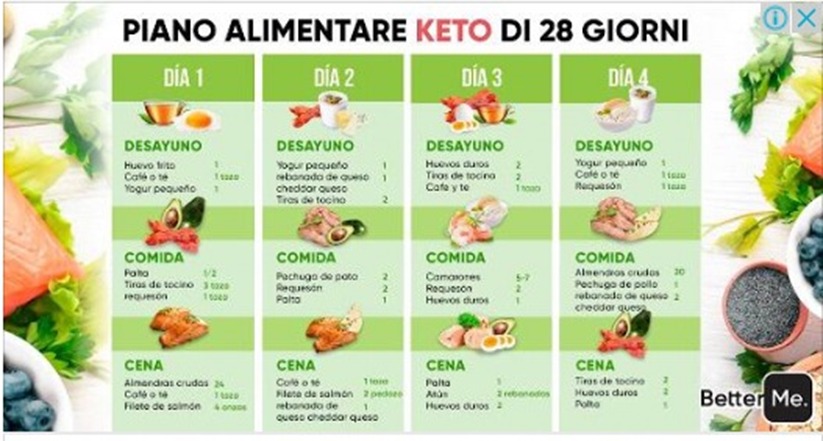 PIANO ALIMENTARE KETO DI 28 GIORNI
DÍA 1
DESAYUNO
Huevo frito 1
Café o té 1 taza
Yogur pequeño 1
COMIDA
Palta 1/2
Tiras de tocino 3 taza
requesón 1 taza
CENA
Almendras crudas 24
Café o té 1 taza
Filete de salmón 4 onzas
DÍA 2
DESAYUNO
Yogur pequeño 1
rebanada de queso 1
cheddar queso
Tiras de tocino 2
COMIDA
Pechuga de pato 2
Requesón 2
Palta 1
CENA
Café o té 1 taza
Filete de salmón 2 pedazo
rebanada de 1
queso cheddar queso
DÍA 3
DESAYUNO
Huevos duros 2
Tiras de tocino 2
Cafe y te 1 taza
COMIDA
Camarones 5-7
Requesón 2
Huevos duros 1
CENA
Palta 1
Atún 2 rebanadas
Huevos duros 2
DÍA 4
DESAYUNO
Yogur pequeño 1
Café o té 1 taza
Requesón 1 taza
COMIDA
Almendras crudas 20
Pechuga de pollo 1
rebanada de queso 2
cheddar queso
CENA
Tiras de tocino 2
Huevos duros 2
Palta 1
BetterMe.